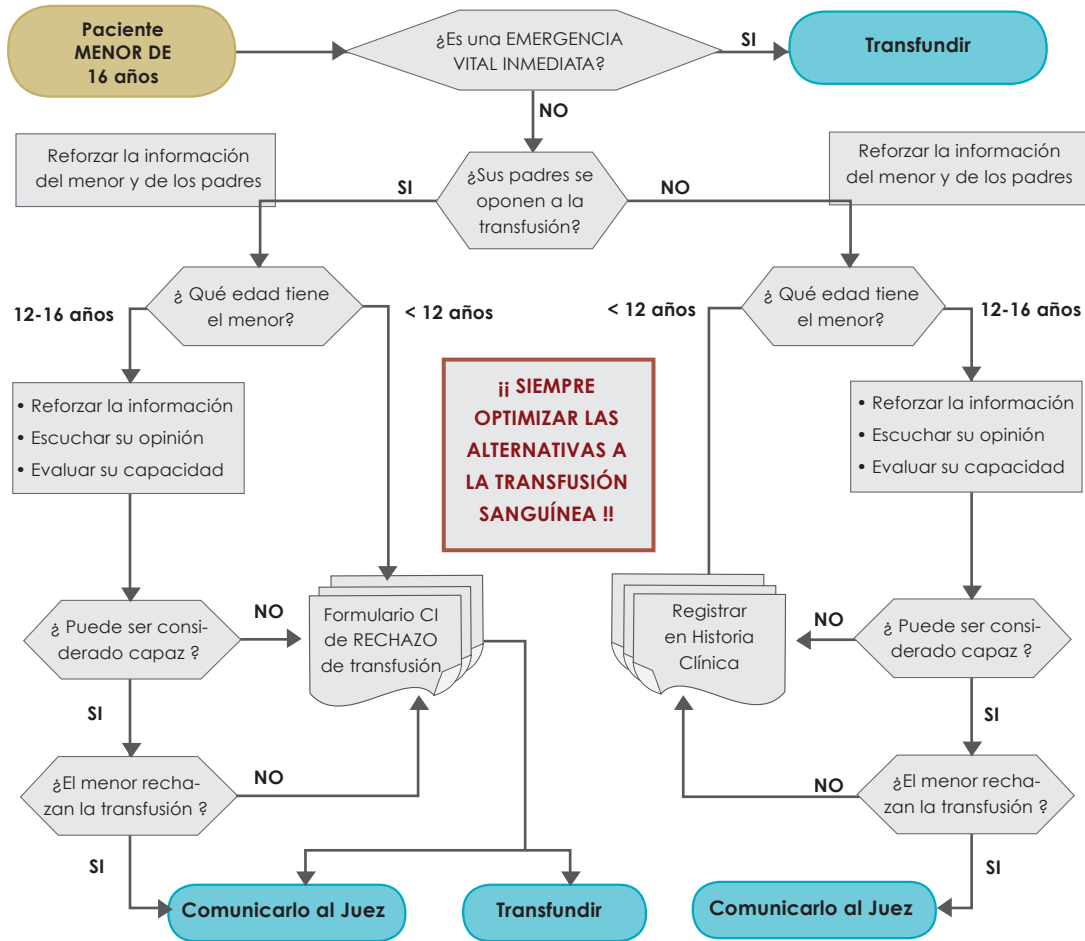 Paciente
MENOR DE
16 años
¿Es una EMERGENCIA
VITAL INMEDIATA?
SI
Transfundir
NO
Reforzar la información
del menor y de los padres
SI
¿Sus padres se
oponen a la
transfusión?
NO
Reforzar la información
del menor y de los padres
¿ Qué edad tiene
el menor?
12-16 años
< 12 años
< 12 años
¿ Qué edad tiene
el menor?
12-16 años
• Reforzar la información
• Escuchar su opinión
• Evaluar su capacidad
¡¡ SIEMPRE
OPTIMIZAR LAS
ALTERNATIVAS A
LA TRANSFUSIÓN
SANGUÍNEA !!
• Reforzar la información
• Escuchar su opinión
• Evaluar su capacidad
¿ Puede ser consi-
derado capaz ?
NO
Formulario CI
de RECHAZO
de transfusión
Registrar
en Historia
Clínica
NO
¿ Puede ser consi-
derado capaz ?
SI
SI
¿El menor recha-
zan la transfusión ?
NO
NO
¿El menor recha-
zan la transfusión ?
SI
SI
Comunicarlo al Juez
Transfundir
Comunicarlo al Juez